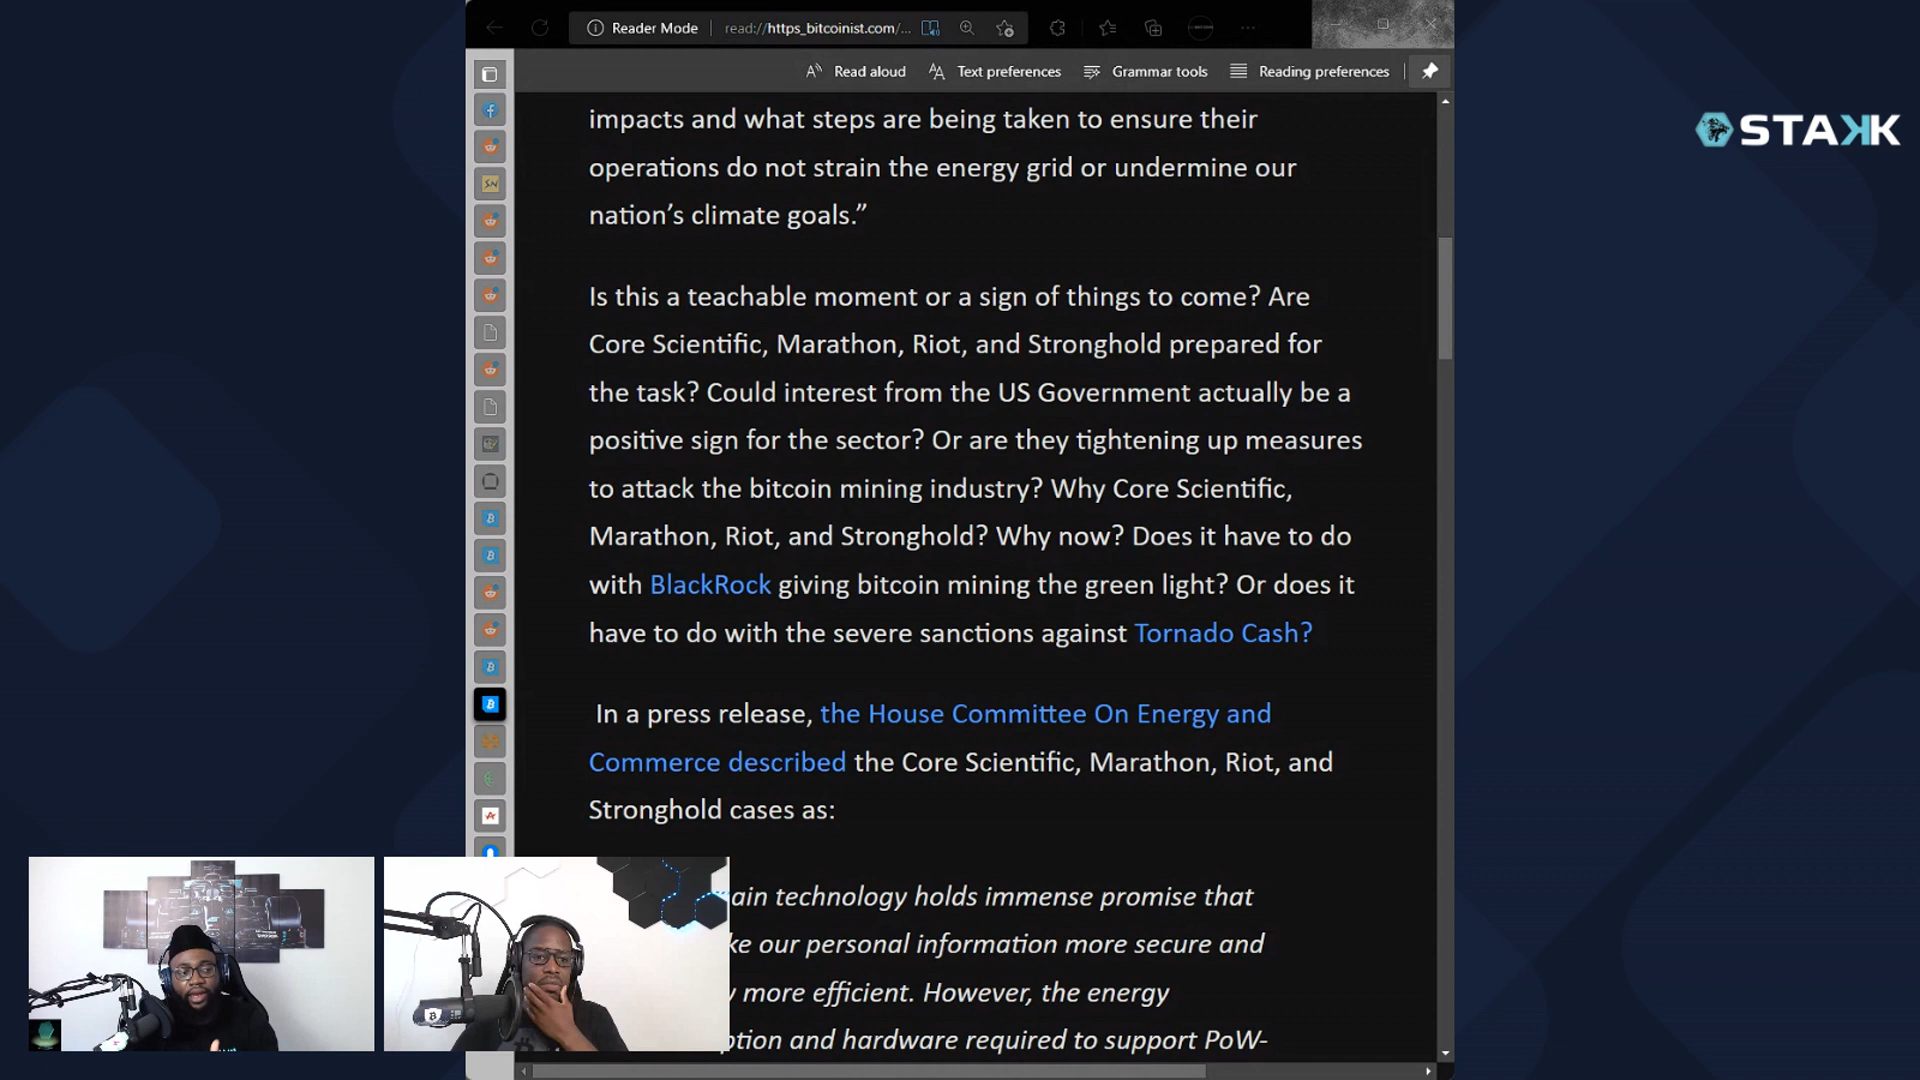 Reader Mode
read://https_bitcoinist.com/...
Read aloud
Text preferences
Grammar tools
Reading preferences
STAKK
impacts and what steps are being taken to ensure their
operations do not strain the energy grid or undermine our
nation’s climate goals.”
Is this a teachable moment or a sign of things to come? Are
Core Scientific, Marathon, Riot, and Stronghold prepared for
the task? Could interest from the US Government actually be a
positive sign for the sector? Or are they tightening up measures
to attack the bitcoin mining industry? Why Core Scientific,
Marathon, Riot, and Stronghold? Why now? Does it have to do
with BlackRock giving bitcoin mining the green light? Or does it
have to do with the severe sanctions against Tornado Cash?
In a press release, the House Committee On Energy and
Commerce described the Core Scientific, Marathon, Riot, and
Stronghold cases as:
ain technology holds immense promise that
ke our personal information more secure and
y more efficient. However, the energy
ption and hardware required to support PoW-